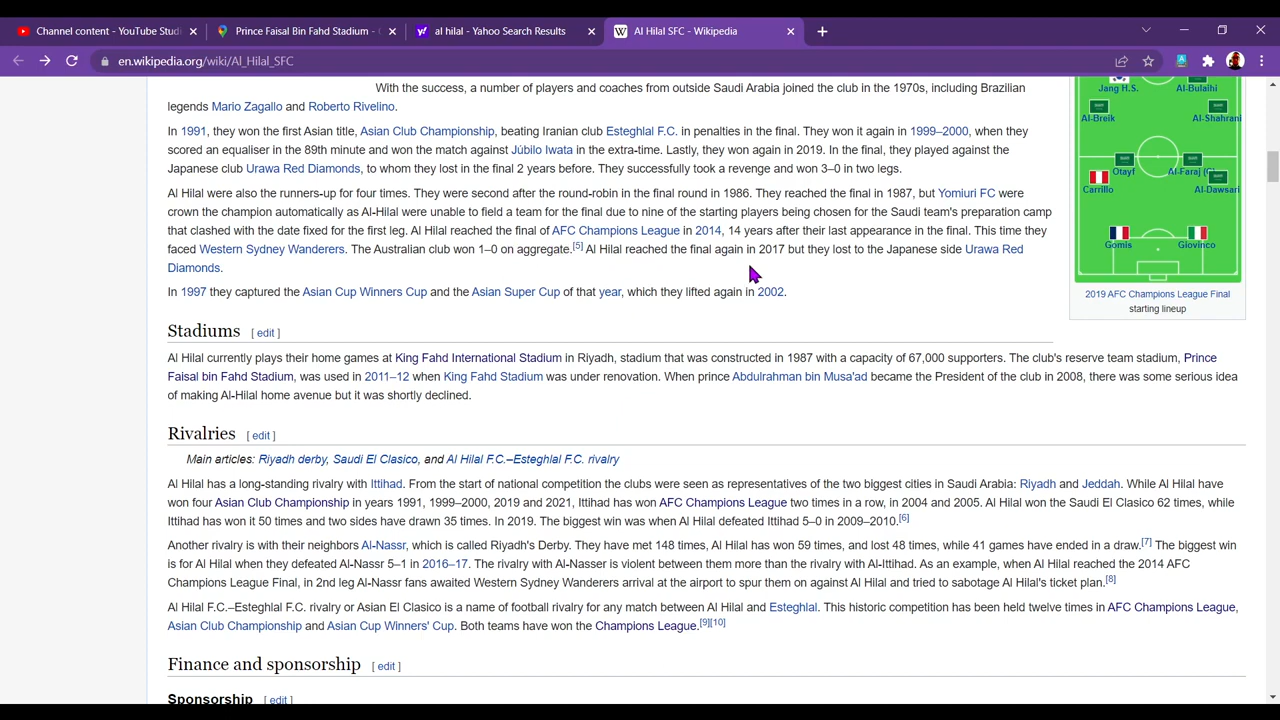 Channel content - YouTube Studi
Prince Faisal Bin Fahd Stadium -
al hilal - Yahoo Search Results
Al Hilal SFC - Wikipedia
en.wikipedia.org/wiki/Al_Hilal_SFC
With the success, a number of players and coaches from outside Saudi Arabia joined the club in the 1970s, including Brazilian
legends Mario Zagallo and Roberto Rivelino.
In 1991, they won the first Asian title, Asian Club Championship, beating Iranian club Esteghlal F.C. in penalties in the final. They won it again in 1999–2000, when they
scored an equaliser in the 89th minute and won the match against Júbilo Iwata in the extra-time. Lastly, they won again in 2019. In the final, they played against the
Japanese club Urawa Red Diamonds, to whom they lost in the final 2 years before. They successfully took a revenge and won 3–0 in two legs.
Al Hilal were also the runners-up for four times. They were second after the round-robin in the final round in 1986. They reached the final in 1987, but Yomiuri FC were
crown the champion automatically as Al-Hilal were unable to field a team for the final due to nine of the starting players being chosen for the Saudi team's preparation camp
that clashed with the date fixed for the first leg. Al Hilal reached the final of AFC Champions League in 2014, 14 years after their last appearance in the final. This time they
faced Western Sydney Wanderers. The Australian club won 1–0 on aggregate.[5] Al Hilal reached the final again in 2017 but they lost to the Japanese side Urawa Red
Diamonds.
In 1997 they captured the Asian Cup Winners Cup and the Asian Super Cup of that year, which they lifted again in 2002.
Jang H.S.
Al-Bulaihi
Al-Breik
Al-Shahrani
Otayf
Al-Faraj (C)
Carrillo
Al-Dawsari
Gomis
Giovinco
2019 AFC Champions League Final
starting lineup
Stadiums [ edit ]
Al Hilal currently plays their home games at King Fahd International Stadium in Riyadh, stadium that was constructed in 1987 with a capacity of 67,000 supporters. The club's reserve team stadium, Prince
Faisal bin Fahd Stadium, was used in 2011–12 when King Fahd Stadium was under renovation. When prince Abdulrahman bin Musa'ad became the President of the club in 2008, there was some serious idea
of making Al-Hilal home avenue but it was shortly declined.
Rivalries [ edit ]
Main articles: Riyadh derby, Saudi El Clasico, and Al Hilal F.C.–Esteghlal F.C. rivalry
Al Hilal has a long-standing rivalry with Ittihad. From the start of national competition the clubs were seen as representatives of the two biggest cities in Saudi Arabia: Riyadh and Jeddah. While Al Hilal have
won four Asian Club Championship in years 1991, 1999–2000, 2019 and 2021, Ittihad has won AFC Champions League two times in a row, in 2004 and 2005. Al Hilal won the Saudi El Clasico 62 times, while
Ittihad has won it 50 times and two sides have drawn 35 times. In 2019. The biggest win was when Al Hilal defeated Ittihad 5–0 in 2009–2010.[6]
Another rivalry is with their neighbors Al-Nassr, which is called Riyadh's Derby. They have met 148 times, Al Hilal has won 59 times, and lost 48 times, while 41 games have ended in a draw.[7] The biggest win
is for Al Hilal when they defeated Al-Nassr 5–1 in 2016–17. The rivalry with Al-Nasser is violent between them more than the rivalry with Al-Ittihad. As an example, when Al Hilal reached the 2014 AFC
Champions League Final, in 2nd leg Al-Nassr fans awaited Western Sydney Wanderers arrival at the airport to spur them on against Al Hilal and tried to sabotage Al Hilal's ticket plan.[8]
Al Hilal F.C.–Esteghlal F.C. rivalry or Asian El Clasico is a name of football rivalry for any match between Al Hilal and Esteghlal. This historic competition has been held twelve times in AFC Champions League,
Asian Club Championship and Asian Cup Winners' Cup. Both teams have won the Champions League.[9][10]
Finance and sponsorship [ edit ]
Sponsorship [ edit ]